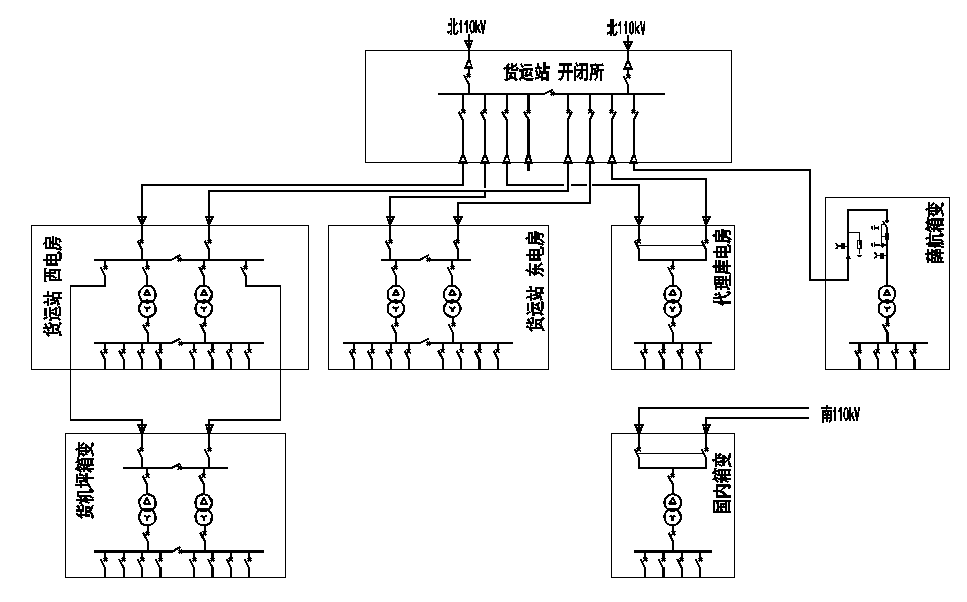 北110kV
北110kV
货运站 开闭所
货运站 西电房
货运站 东电房
代理库电房
薛航箱变
南110kV
货机坪箱变
国内箱变